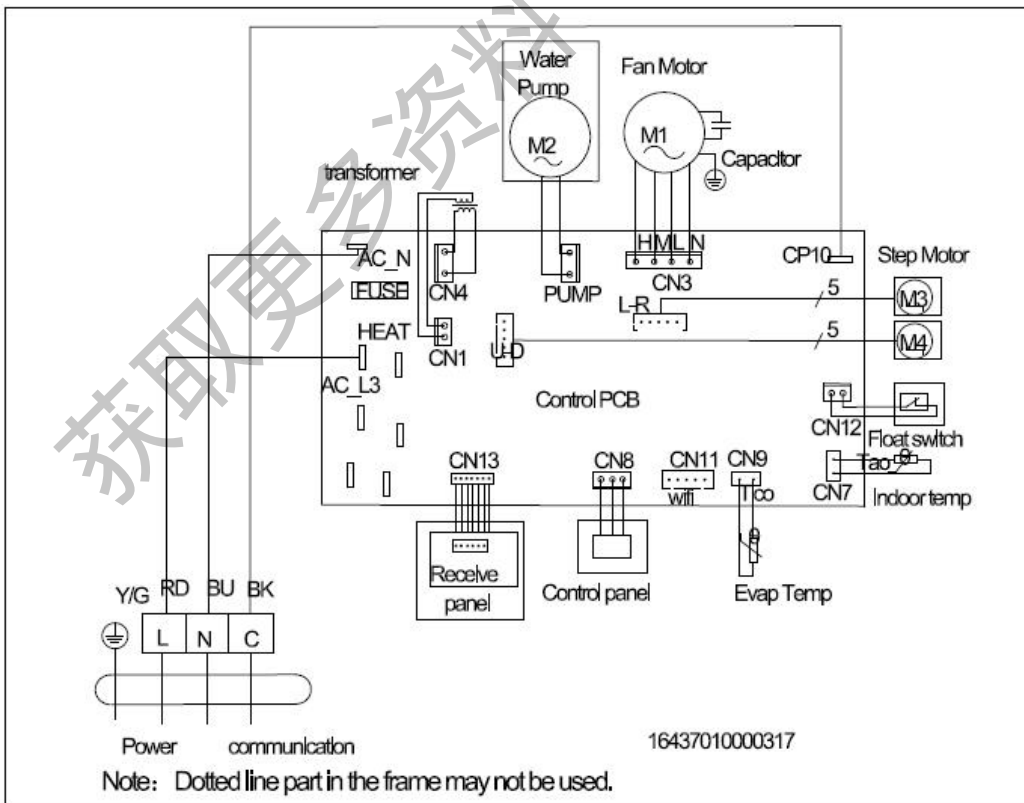 获取更多资料
Water
Pump
M2
Fan Motor
M1
Capacitor
transformer
AC_N
FUSE
CN4
PUMP
H M L N
CN3
CP10
Step Motor
L-R
5
M3
HEAT
CN1
U-D
5
M4
AC_L3
Control PCB
CN12
Float switch
CN13
CN8
CN11
wifi
CN9
Tco
CN7
Tao
θ
Indoor temp
θ
Receive
panel
Control panel
Evap Temp
Y/G RD BU BK
L N C
Power communication
16437010000317
Note: Dotted line part in the frame may not be used.